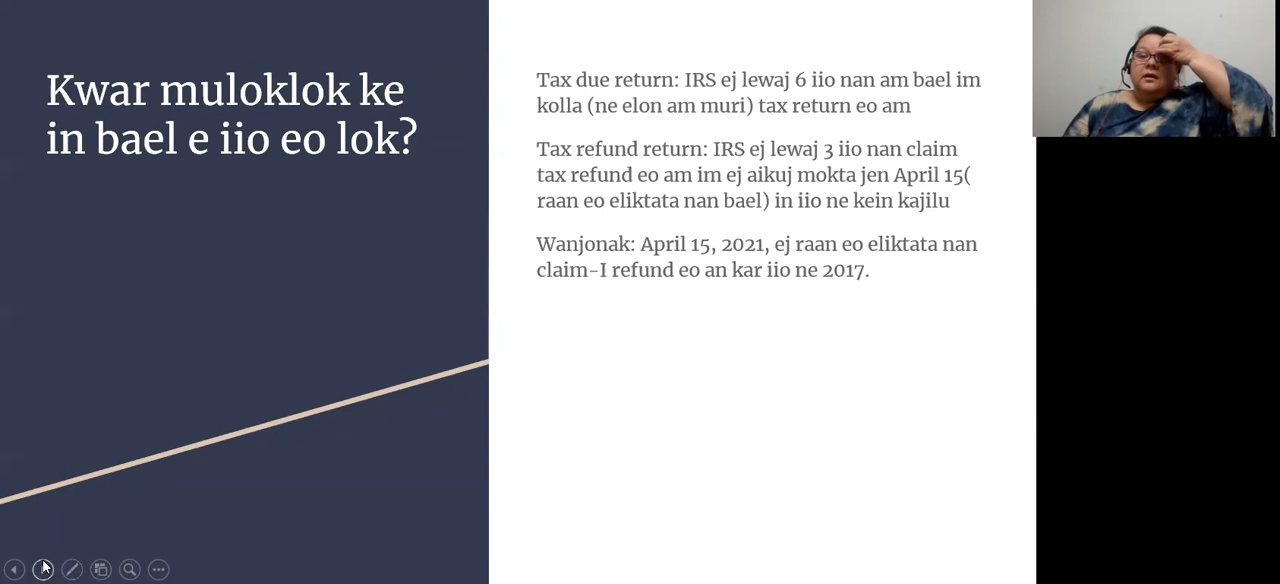 Kwar muloklok ke
in bael e iio eo lok?
Tax due return: IRS ej lewaj 6 iio nan am bael im
kolla (ne elon am muri) tax return eo am
Tax refund return: IRS ej lewaj 3 iio nan claim
tax refund eo am im ej aikuj mokta jen April 15(
raan eo eliktata nan bael) in iio ne kein kajilu
Wanjonak: April 15, 2021, ej raan eo eliktata nan
claim-I refund eo an kar iio ne 2017.